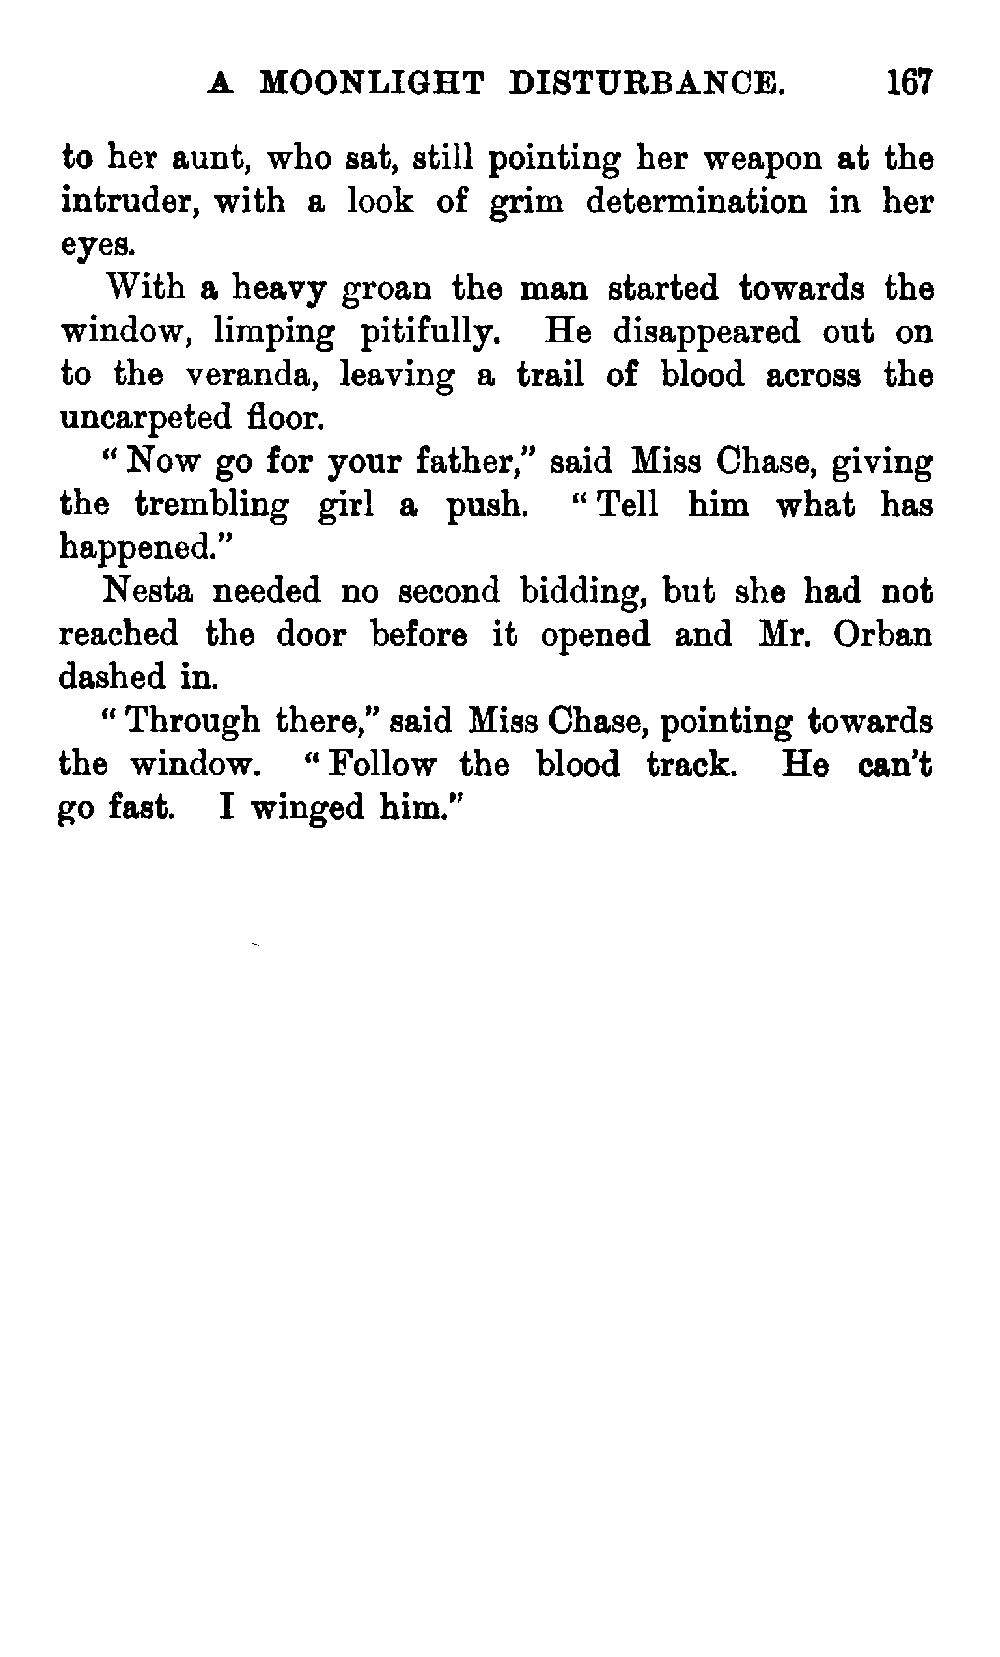 A MOONLIGHT DISTURBANCE. 167
to her aunt, who sat, still pointing her weapon at the
intruder, with a look of grim determination in her
eyes.
With a heavy groan the man started towards the
window, limping pitifully. He disappeared out on
to the veranda, leaving a trail of blood across the
uncarpeted floor.
“ Now go for your father,” said Miss Chase, giving
the trembling girl a push. “ Tell him what has
happened.”
Nesta needed no second bidding, but she had not
reached the door before it opened and Mr. Orban
dashed in.
“ Through there,” said Miss Chase, pointing towards
the window. “ Follow the blood track. He can’t
go fast. I winged him.”